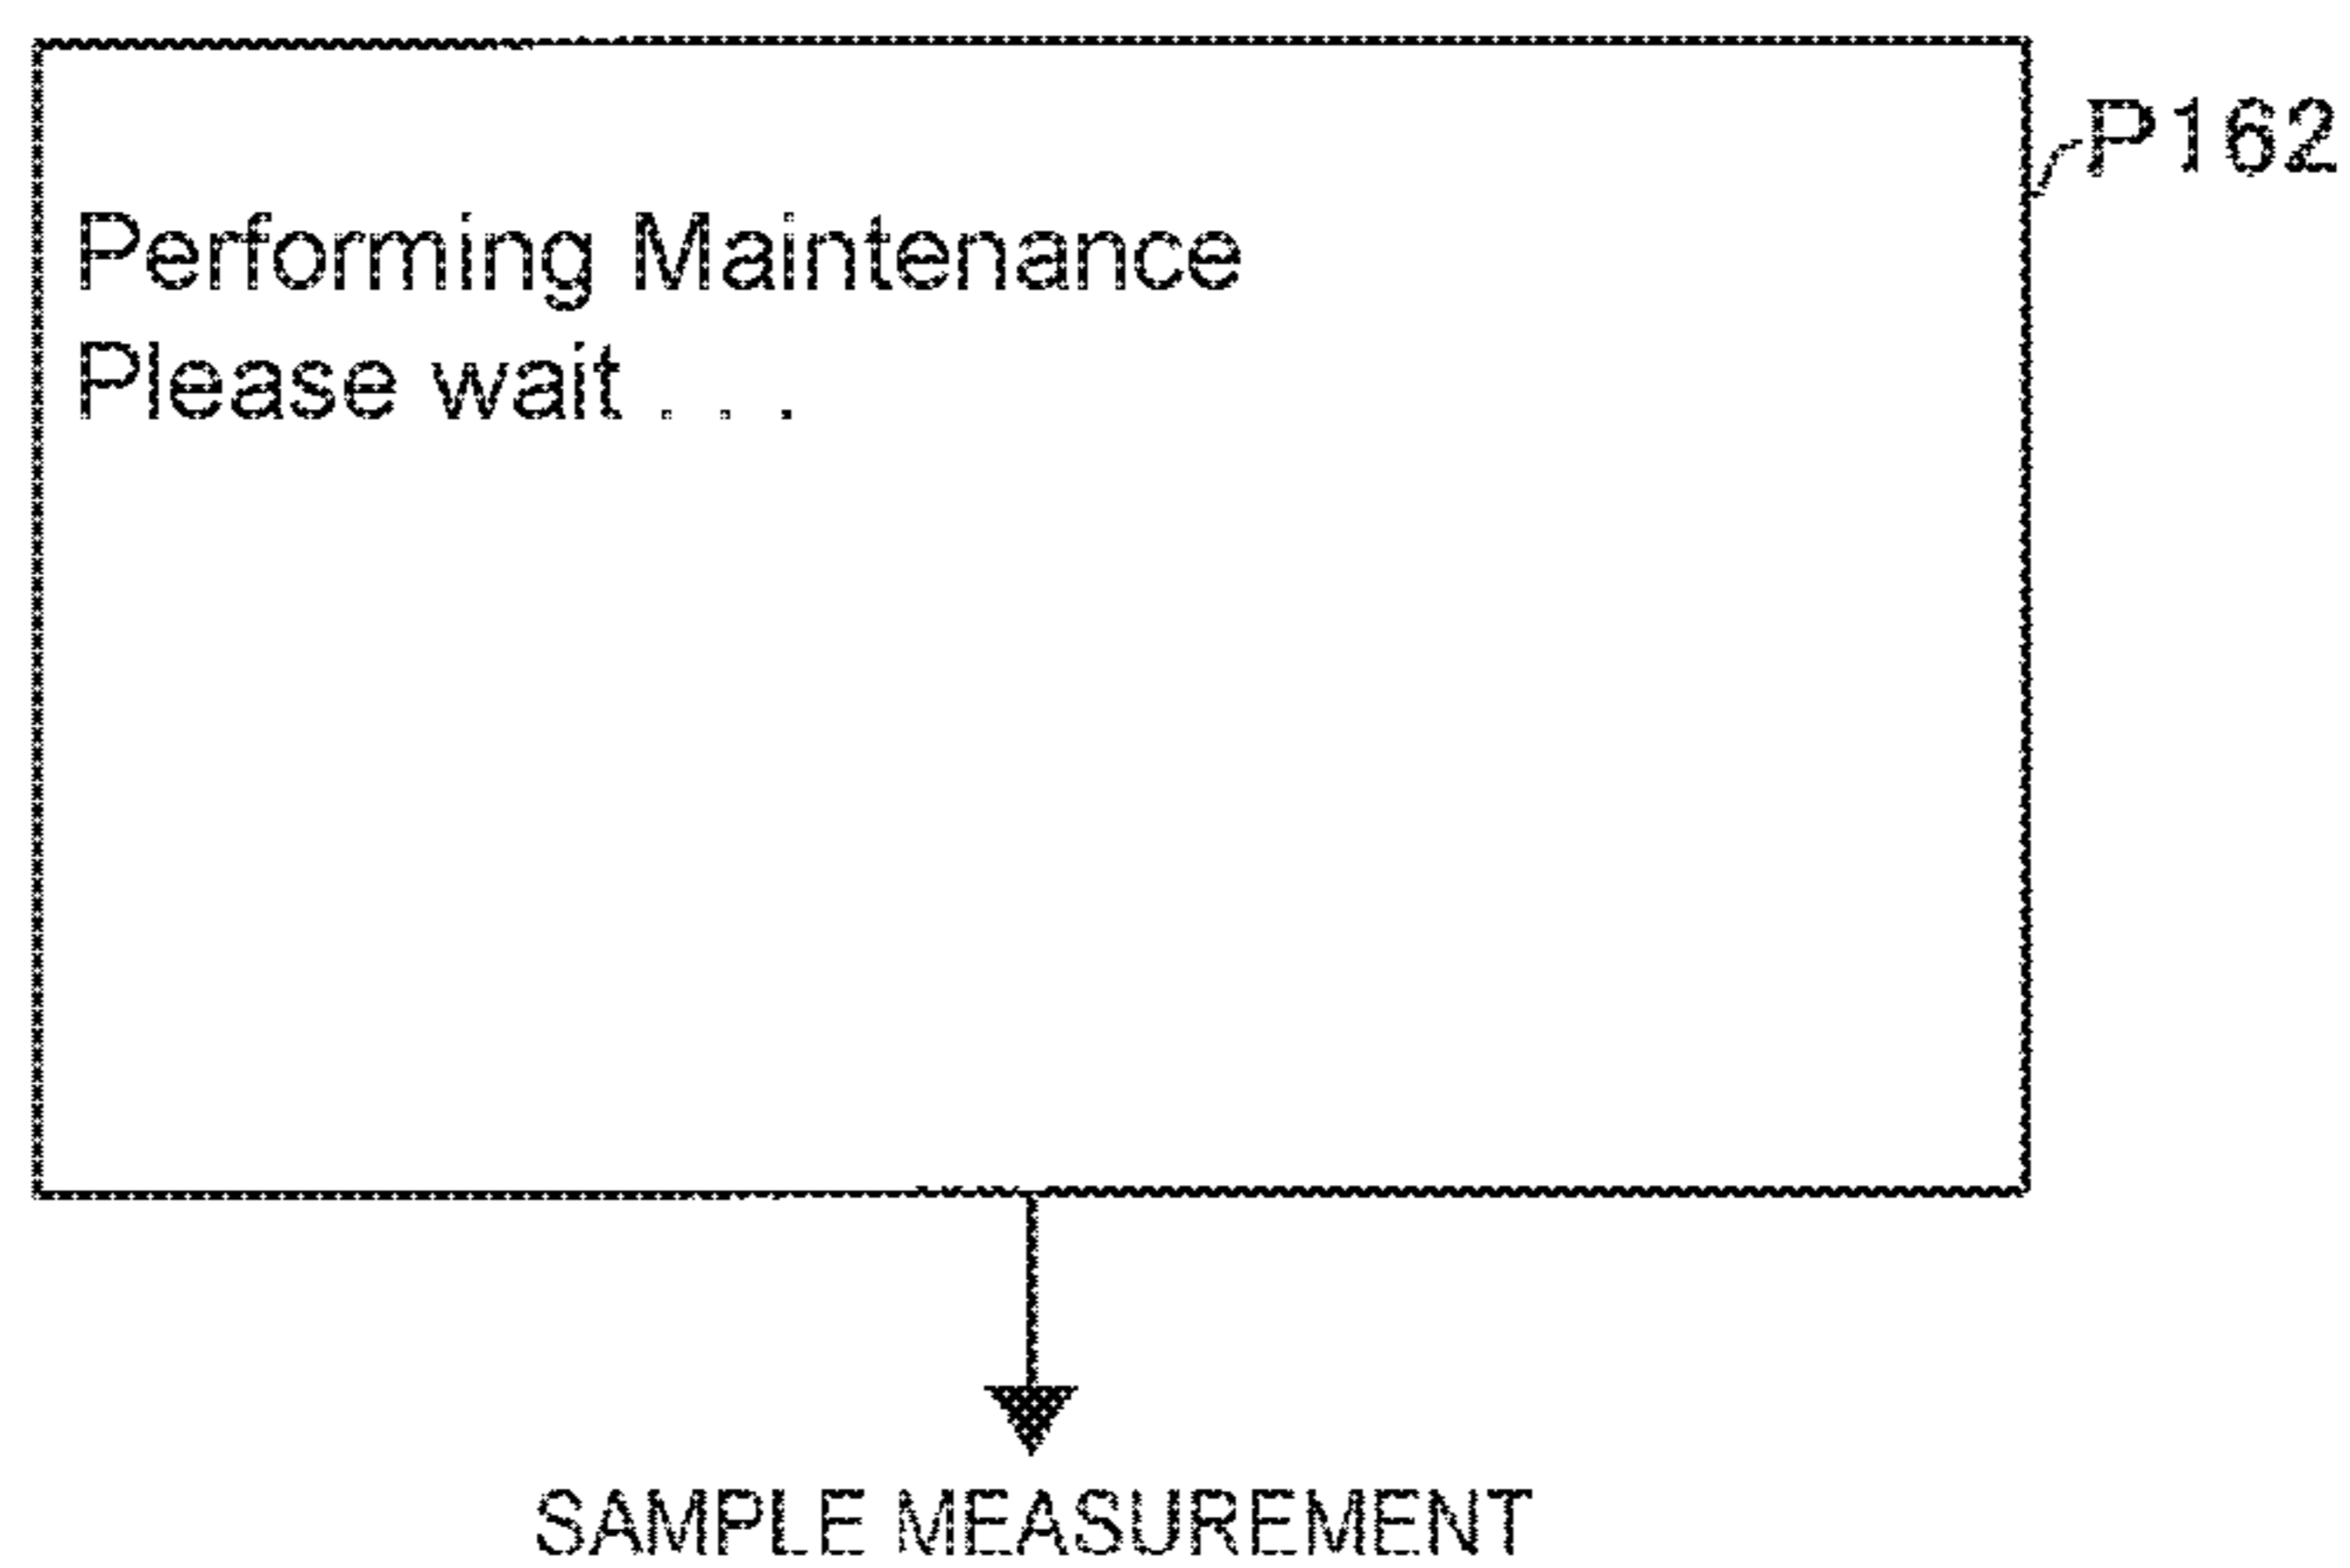 P162
Performing Maintenance
Please wait . . .
SAMPLE MEASUREMENT